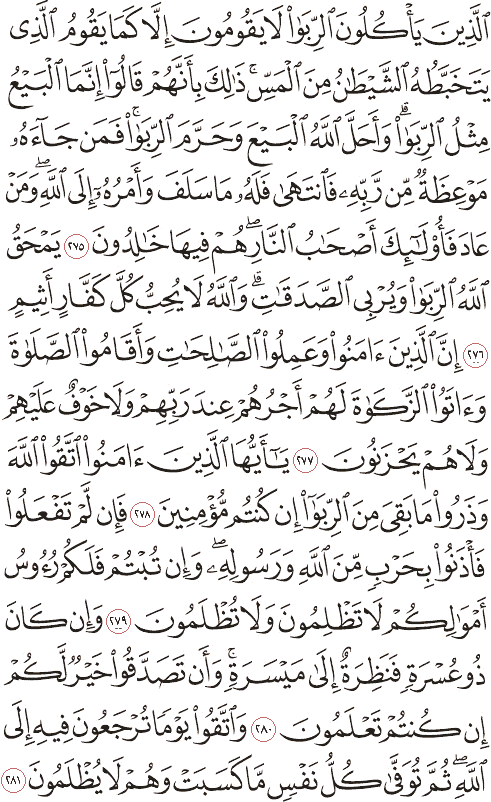 ٱلَّذِينَ يَأْكُلُونَ ٱلرِّبَوٰا۟ لَا يَقُومُونَ إِلَّا كَمَا يَقُومُ ٱلَّذِى
يَتَخَبَّطُهُ ٱلشَّيْطَٰنُ مِنَ ٱلْمَسِّ ۚ ذَٰلِكَ بِأَنَّهُمْ قَالُوٓا۟ إِنَّمَا ٱلْبَيْعُ
مِثْلُ ٱلرِّبَوٰا۟ ۗ وَأَحَلَّ ٱللَّهُ ٱلْبَيْعَ وَحَرَّمَ ٱلرِّبَوٰا۟ ۚ فَمَن جَآءَهُۥ
مَوْعِظَةٌ مِّن رَّبِّهِۦ فَٱنتَهَىٰ فَلَهُۥ مَا سَلَفَ وَأَمْرُهُۥٓ إِلَى ٱللَّهِ ۖ وَمَنْ
عَادَ فَأُو۟لَٰٓئِكَ أَصْحَٰبُ ٱلنَّارِ ۖ هُمْ فِيهَا خَٰلِدُونَ ٢٧٥ يَمْحَقُ
ٱللَّهُ ٱلرِّبَوٰا۟ وَيُرْبِى ٱلصَّدَقَٰتِ ۗ وَٱللَّهُ لَا يُحِبُّ كُلَّ كَفَّارٍ أَثِيمٍ
٢٧٦ إِنَّ ٱلَّذِينَ ءَامَنُوا۟ وَعَمِلُوا۟ ٱلصَّٰلِحَٰتِ وَأَقَامُوا۟ ٱلصَّلَوٰةَ
وَءَاتَوُا۟ ٱلزَّكَوٰةَ لَهُمْ أَجْرُهُمْ عِندَ رَبِّهِمْ وَلَا خَوْفٌ عَلَيْهِمْ
وَلَا هُمْ يَحْزَنُونَ ٢٧٧ يَٰٓأَيُّهَا ٱلَّذِينَ ءَامَنُوا۟ ٱتَّقُوا۟ ٱللَّهَ
وَذَرُوا۟ مَا بَقِىَ مِنَ ٱلرِّبَوٰٓا۟ إِن كُنتُم مُّؤْمِنِينَ ٢٧٨ فَإِن لَّمْ تَفْعَلُوا۟
فَأْذَنُوا۟ بِحَرْبٍ مِّنَ ٱللَّهِ وَرَسُولِهِۦ ۖ وَإِن تُبْتُمْ فَلَكُمْ رُءُوسُ
أَمْوَٰلِكُمْ لَا تَظْلِمُونَ وَلَا تُظْلَمُونَ ٢٧٩ وَإِن كَانَ
ذُو عُسْرَةٍ فَنَظِرَةٌ إِلَىٰ مَيْسَرَةٍ ۚ وَأَن تَصَدَّقُوا۟ خَيْرٌ لَّكُمْ
إِن كُنتُمْ تَعْلَمُونَ ٢٨٠ وَٱتَّقُوا۟ يَوْمًا تُرْجَعُونَ فِيهِ إِلَى
ٱللَّهِ ۖ ثُمَّ تُوَفَّىٰ كُلُّ نَفْسٍ مَّا كَسَبَتْ وَهُمْ لَا يُظْلَمُونَ ٢٨١